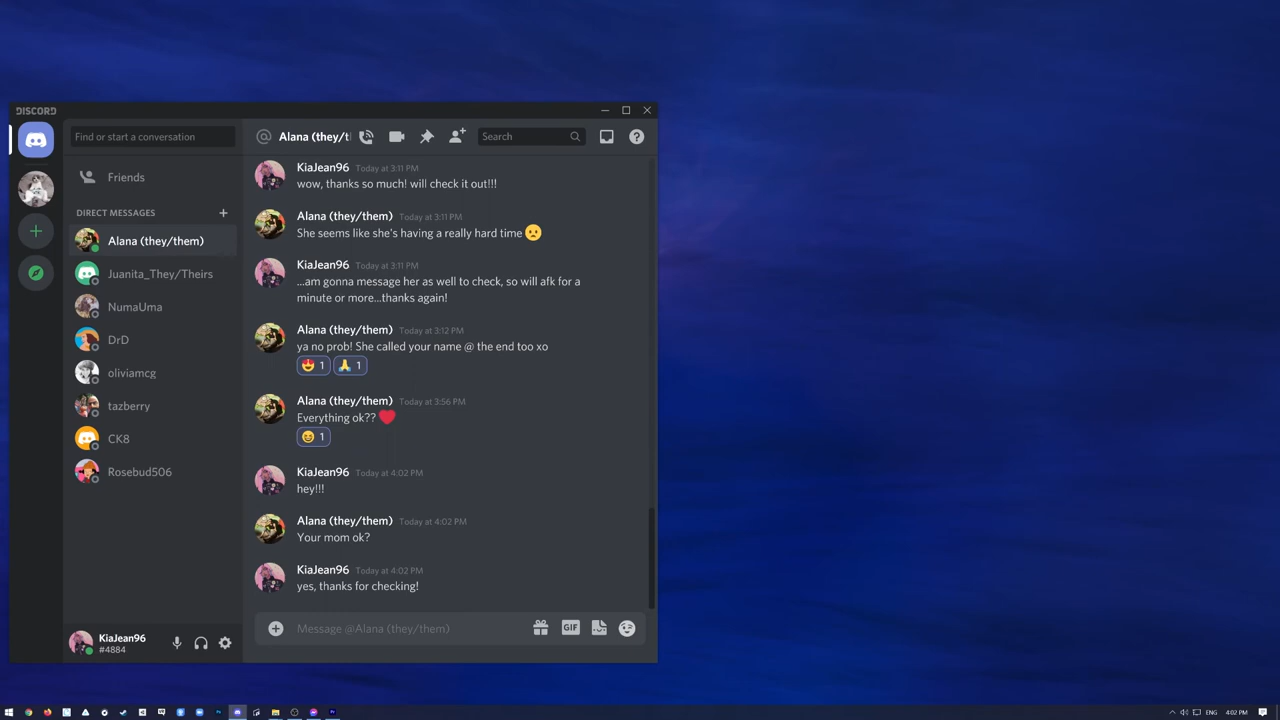 DISCORD
Find or start a conversation
Friends
DIRECT MESSAGES
Alana (they/them)
Juanita_They/Theirs
NumaUma
DrD
oliviamcg
tazberry
CK8
Rosebud506
KiaJean96
#4884
Alana (they/t
Search
KiaJean96 Today at 3:11 PM
wow, thanks so much! will check it out!!!
Alana (they/them) Today at 3:11 PM
She seems like she's having a really hard time 🙁
KiaJean96 Today at 3:11 PM
...am gonna message her as well to check, so will afk for a
minute or more...thanks again!
Alana (they/them) Today at 3:12 PM
ya no prob! She called your name @ the end too xo
😍 1 🙏 1
Alana (they/them) Today at 3:56 PM
Everything ok?? ❤️
😄 1
KiaJean96 Today at 4:02 PM
hey!!!
Alana (they/them) Today at 4:02 PM
Your mom ok?
KiaJean96 Today at 4:02 PM
yes, thanks for checking!
Message @Alana (they/them)
GIF
ENG
4:02 PM